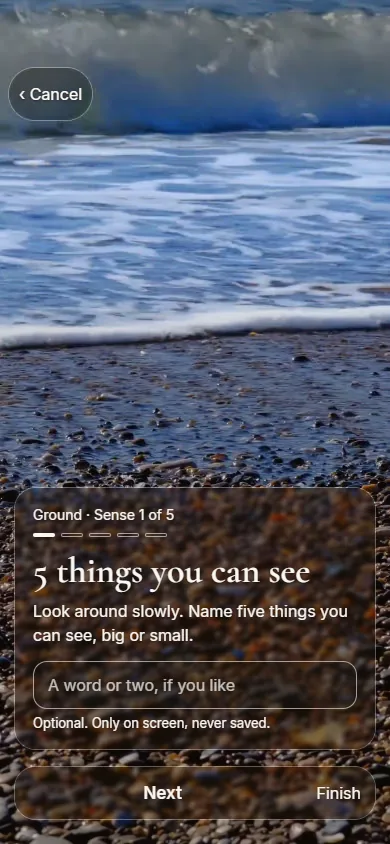 ‹ Cancel
Ground · Sense 1 of 5
5 things you can see
Look around slowly. Name five things you
can see, big or small.
A word or two, if you like
Optional. Only on screen, never saved.
Next
Finish